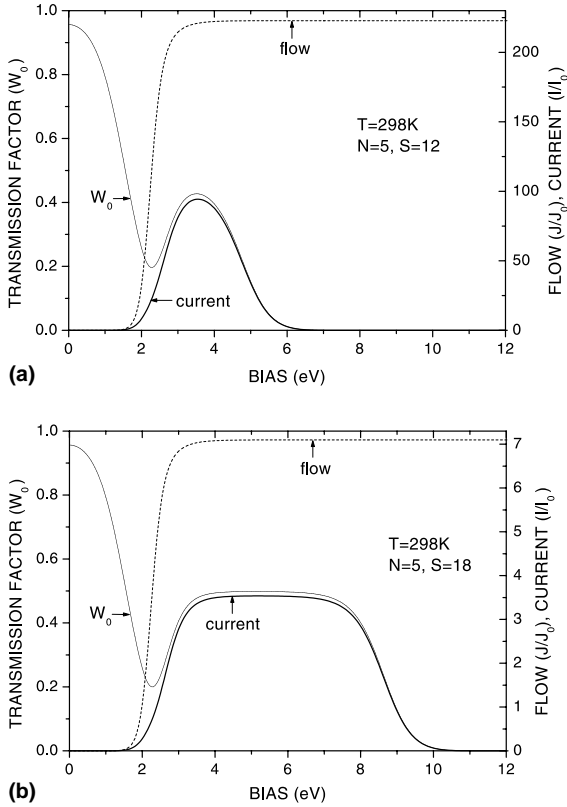 TRANSMISSION FACTOR (W0)
1.0
0.8
0.6
0.4
0.2
0.0
flow
T=298K
N=5, S=12
W0
current
200
150
100
50
0
FLOW (J/J0), CURRENT (I/I0)
0 2 4 6 8 10 12
(a) BIAS (eV)
TRANSMISSION FACTOR (W0)
1.0
0.8
0.6
0.4
0.2
0.0
flow
T=298K
N=5, S=18
W0
current
7
6
5
4
3
2
1
0
FLOW (J/J0), CURRENT (I/I0)
0 2 4 6 8 10 12
(b) BIAS (eV)